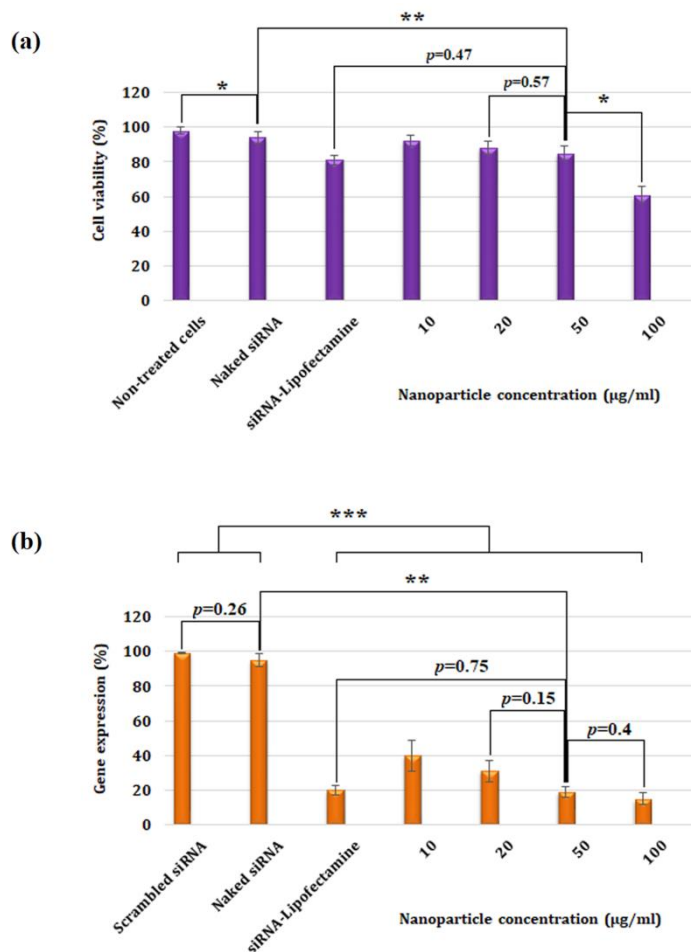 (a)
**
p=0.47
p=0.57
*
*
Cell viability (%)
120
100
80
60
40
20
0
Non-treated cells
Naked siRNA
siRNA-Lipofectamine
10
20
50
100
Nanoparticle concentration (µg/ml)
(b)
***
**
p=0.26
p=0.75
p=0.15
p=0.4
Gene expression (%)
120
100
80
60
40
20
0
Scrambled siRNA
Naked siRNA
siRNA-Lipofectamine
10
20
50
100
Nanoparticle concentration (µg/ml)